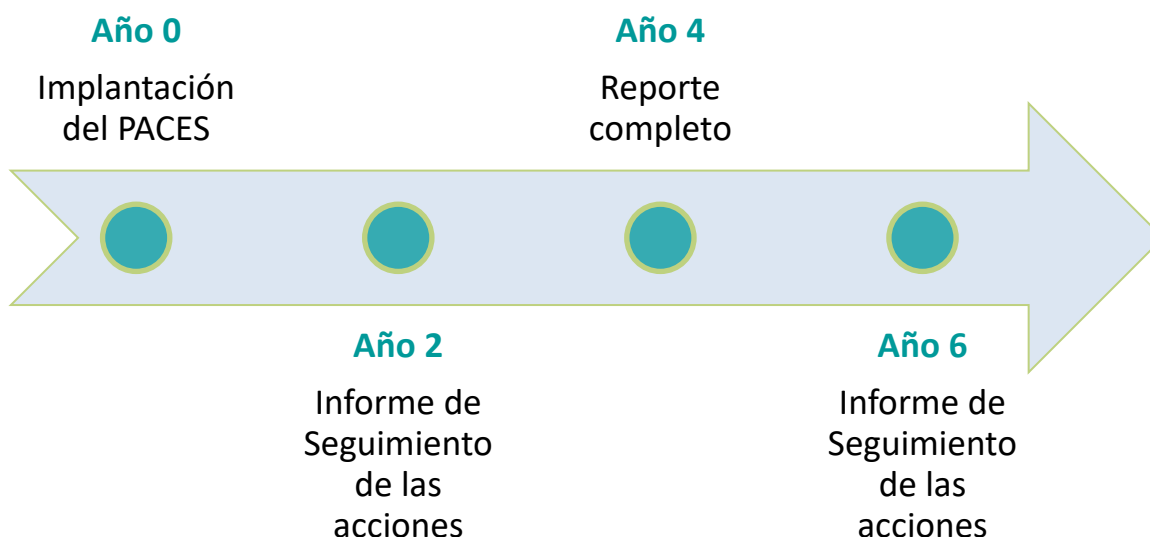 Año 0
Implantación
del PACES
Año 4
Reporte
completo
Año 2
Informe de
Seguimiento
de las
acciones
Año 6
Informe de
Seguimiento
de las
acciones